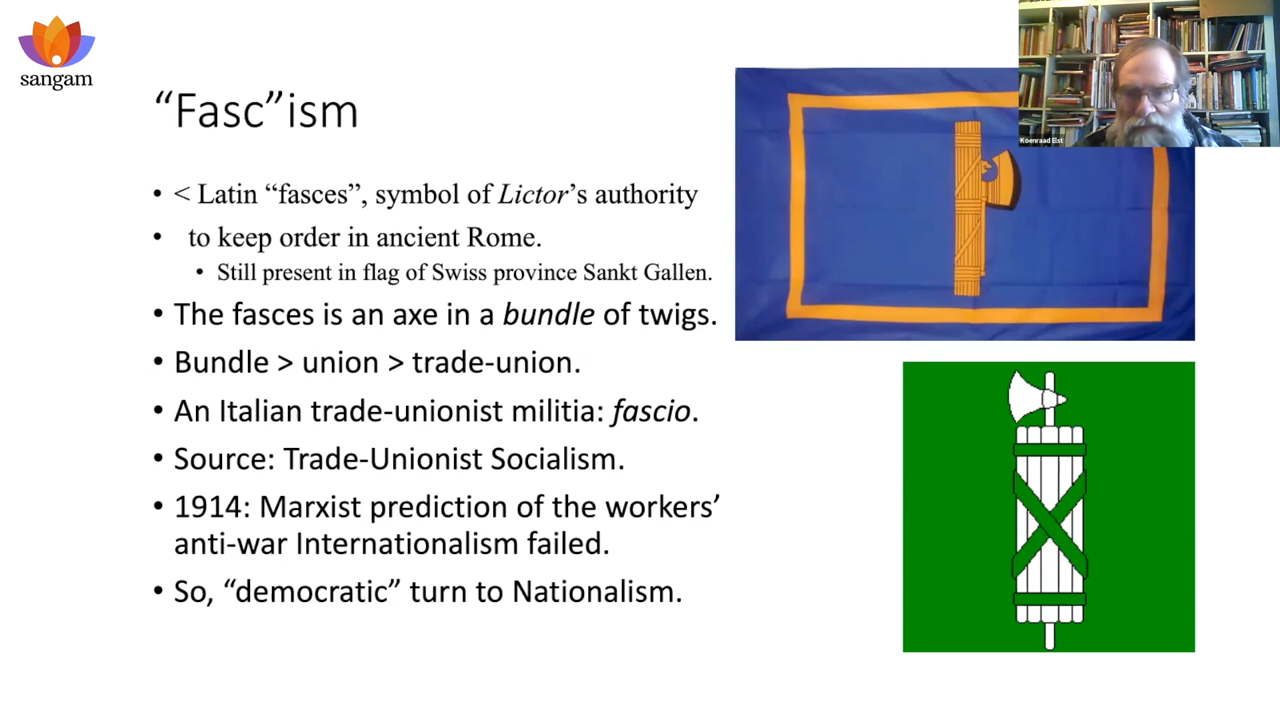 sangam
“Fasc”ism
Koenraad Elst
• < Latin “fasces”, symbol of Lictor’s authority
• to keep order in ancient Rome.
• Still present in flag of Swiss province Sankt Gallen.
• The fasces is an axe in a bundle of twigs.
• Bundle > union > trade-union.
• An Italian trade-unionist militia: fascio.
• Source: Trade-Unionist Socialism.
• 1914: Marxist prediction of the workers’
anti-war Internationalism failed.
• So, “democratic” turn to Nationalism.